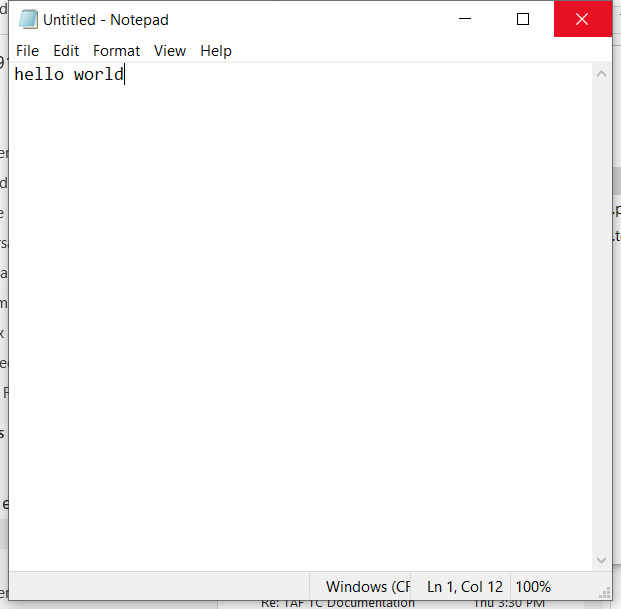 Untitled - Notepad
File Edit Format View Help
hello world
Windows (CR
Ln 1, Col 12
100%
Re: TAF TC Documentation
Thu 3:30 PM